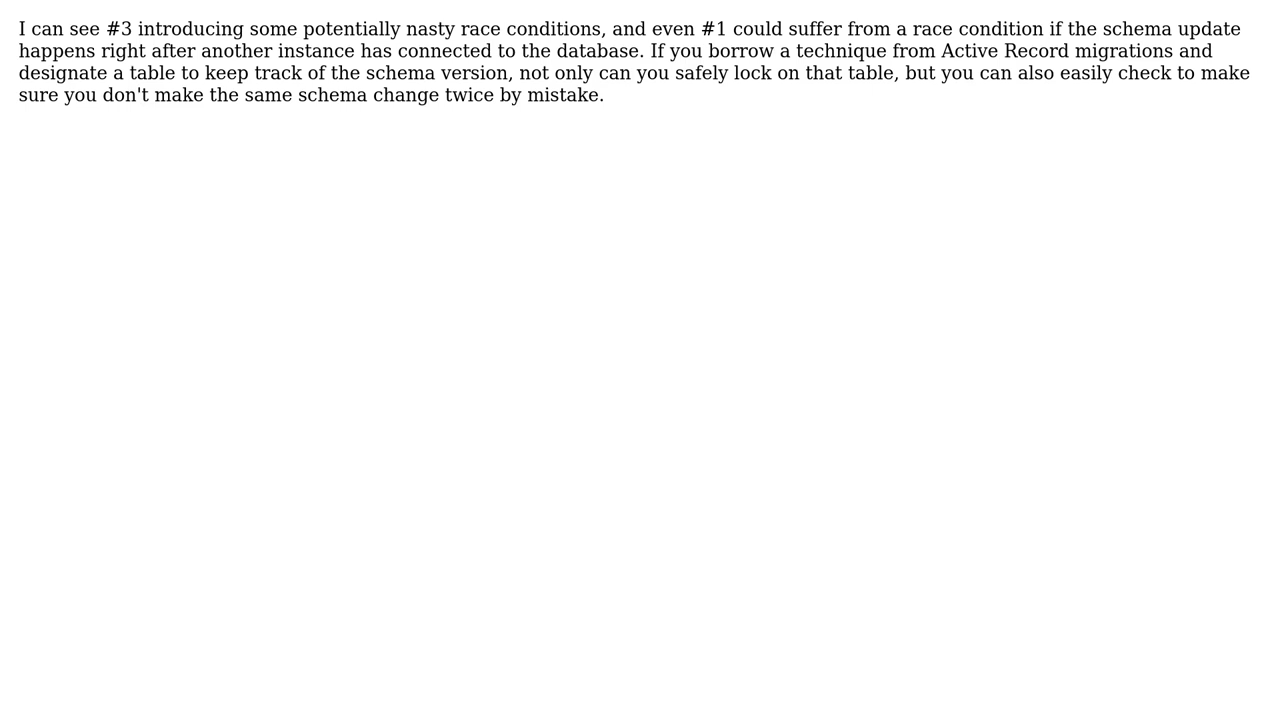 I can see #3 introducing some potentially nasty race conditions, and even #1 could suffer from a race condition if the schema update
happens right after another instance has connected to the database. If you borrow a technique from Active Record migrations and
designate a table to keep track of the schema version, not only can you safely lock on that table, but you can also easily check to make
sure you don't make the same schema change twice by mistake.